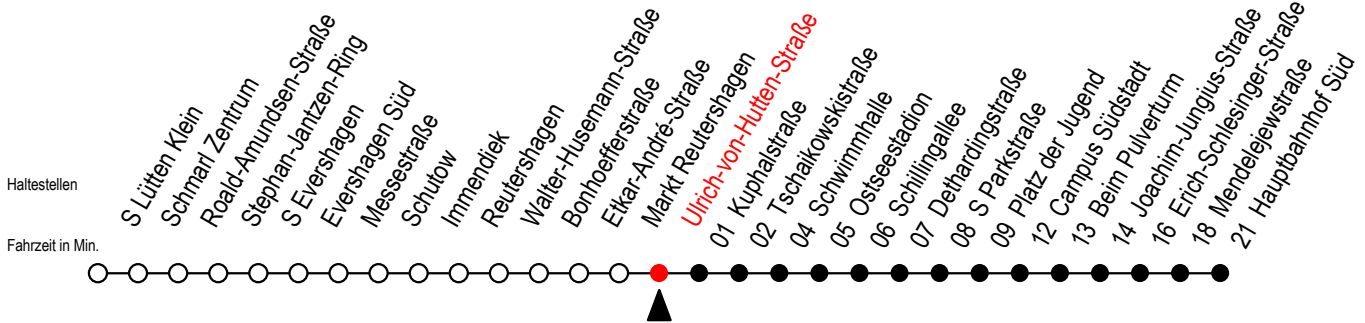 Haltestellen
Fahrzeit in Min.
S Lütten Klein
Schmarl Zentrum
Roald-Amundsen-Straße
Stephan-Jantzen-Ring
S Evershagen
Evershagen Süd
Messestraße
Schutow
Immendiek
Reutershagen
Walter-Husemann-Straße
Bonhoefferstraße
Etkar-André-Straße
Markt Reutershagen
Ulrich-von-Hutten-Straße
01 Kuphalstraße
02 Tschaikowskistraße
04 Schwimmhalle
05 Ostseestadion
06 Schillingallee
07 Dethardingstraße
08 S Parkstraße
09 Platz der Jugend
12 Campus Südstadt
13 Beim Pulverturm
14 Joachim-Jungius-Straße
16 Erich-Schlesinger-Straße
18 Mendelejewstraße
21 Hauptbahnhof Süd